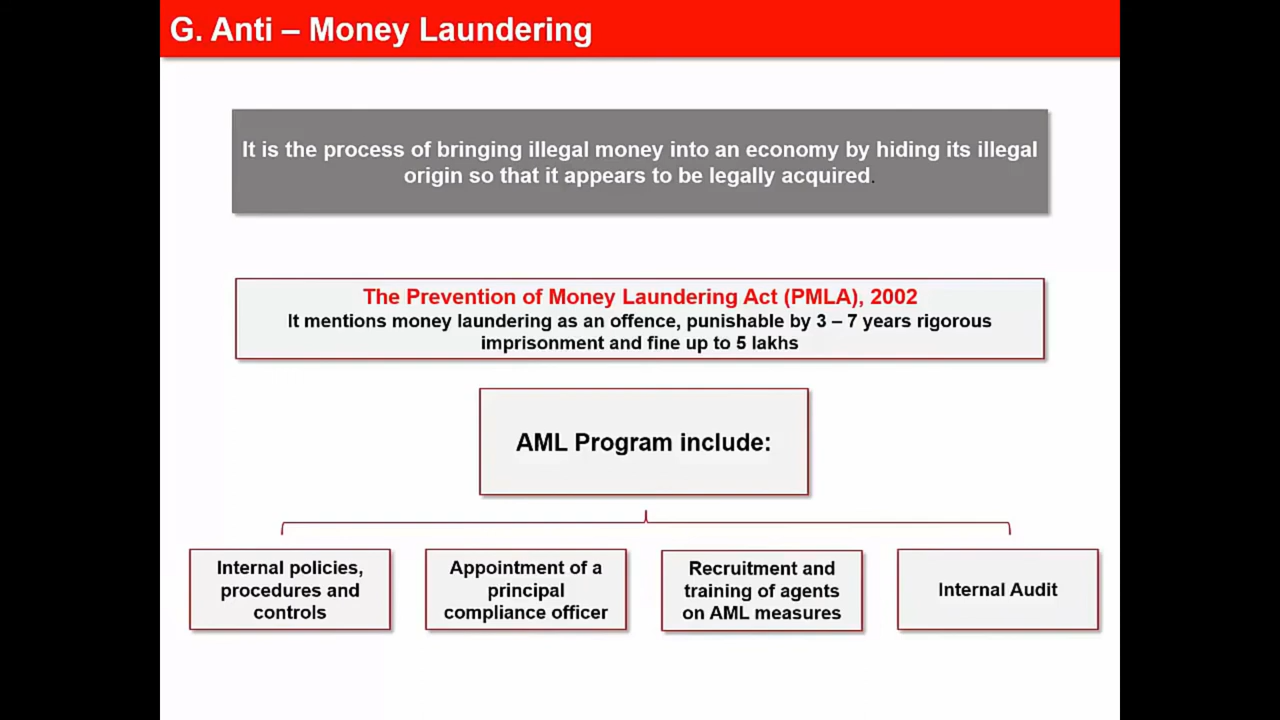 G. Anti – Money Laundering
It is the process of bringing illegal money into an economy by hiding its illegal
origin so that it appears to be legally acquired.
The Prevention of Money Laundering Act (PMLA), 2002
It mentions money laundering as an offence, punishable by 3 – 7 years rigorous
imprisonment and fine up to 5 lakhs
AML Program include:
Internal policies,
procedures and
controls
Appointment of a
principal
compliance officer
Recruitment and
training of agents
on AML measures
Internal Audit